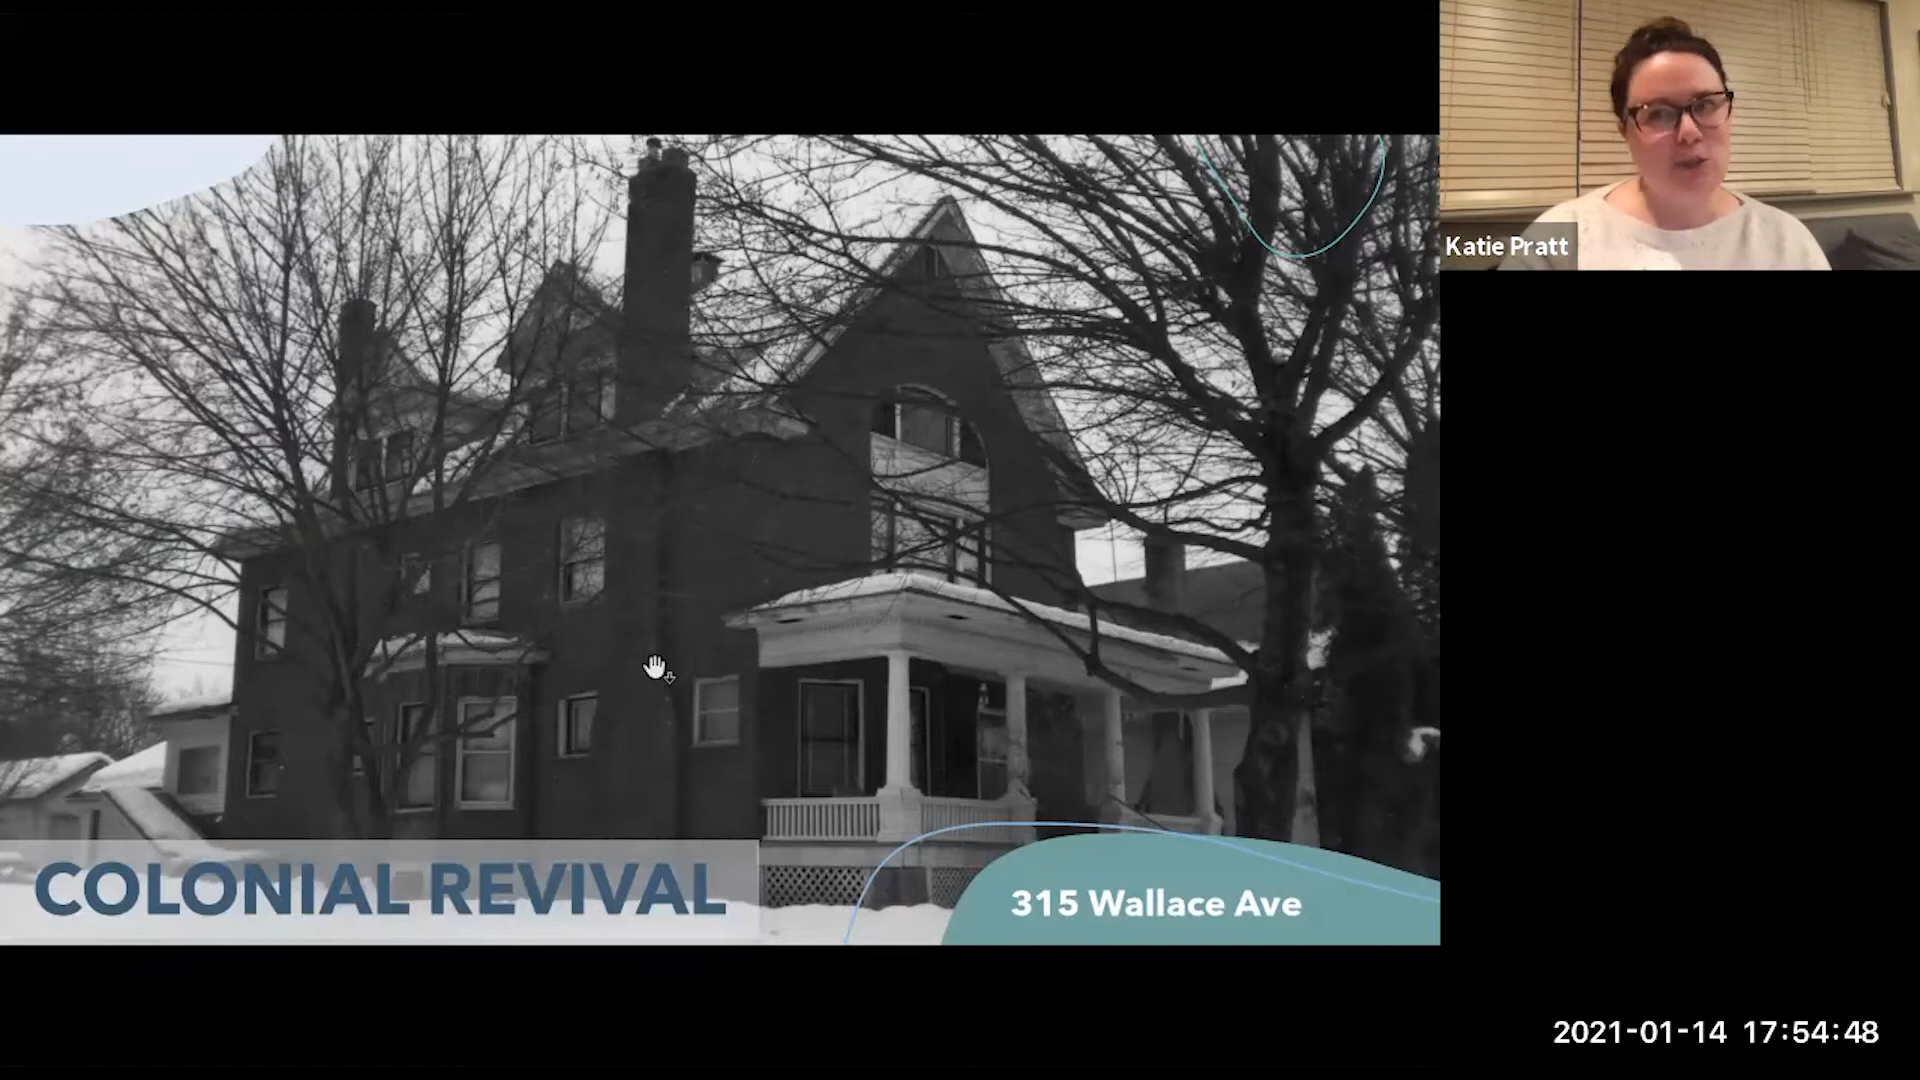 Katie Pratt
COLONIAL REVIVAL
315 Wallace Ave
2021-01-14 17:54:48